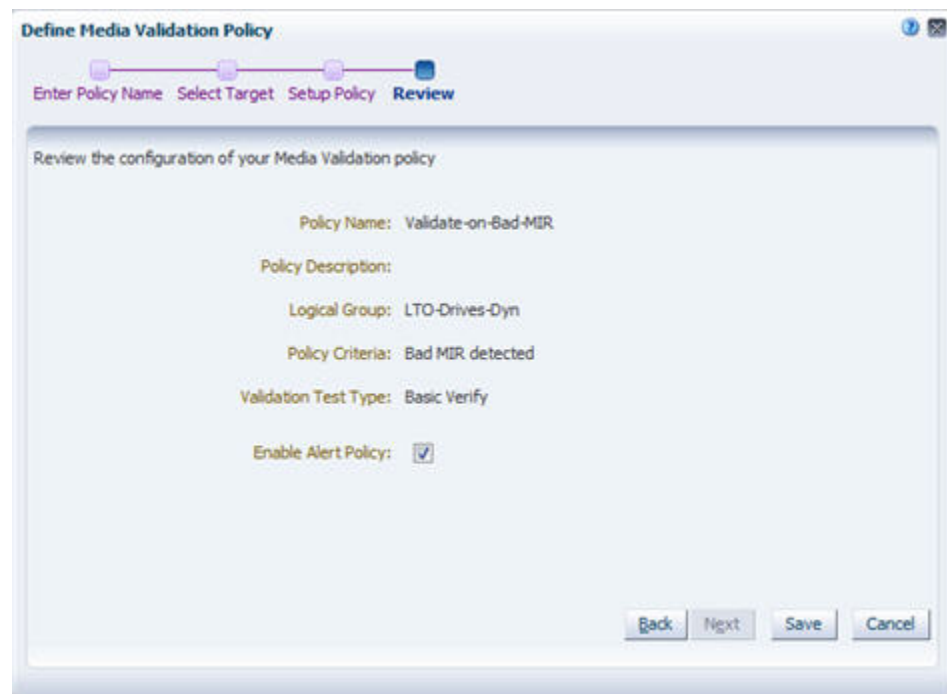 Define Media Validation Policy
Enter Policy Name Select Target Setup Policy Review
Review the configuration of your Media Validation policy
Policy Name: Validate-on-Bad-MIR
Policy Description:
Logical Group: LTO-Drives-Dyn
Policy Criteria: Bad MIR detected
Validation Test Type: Basic Verify
Enable Alert Policy:
Back Next Save Cancel